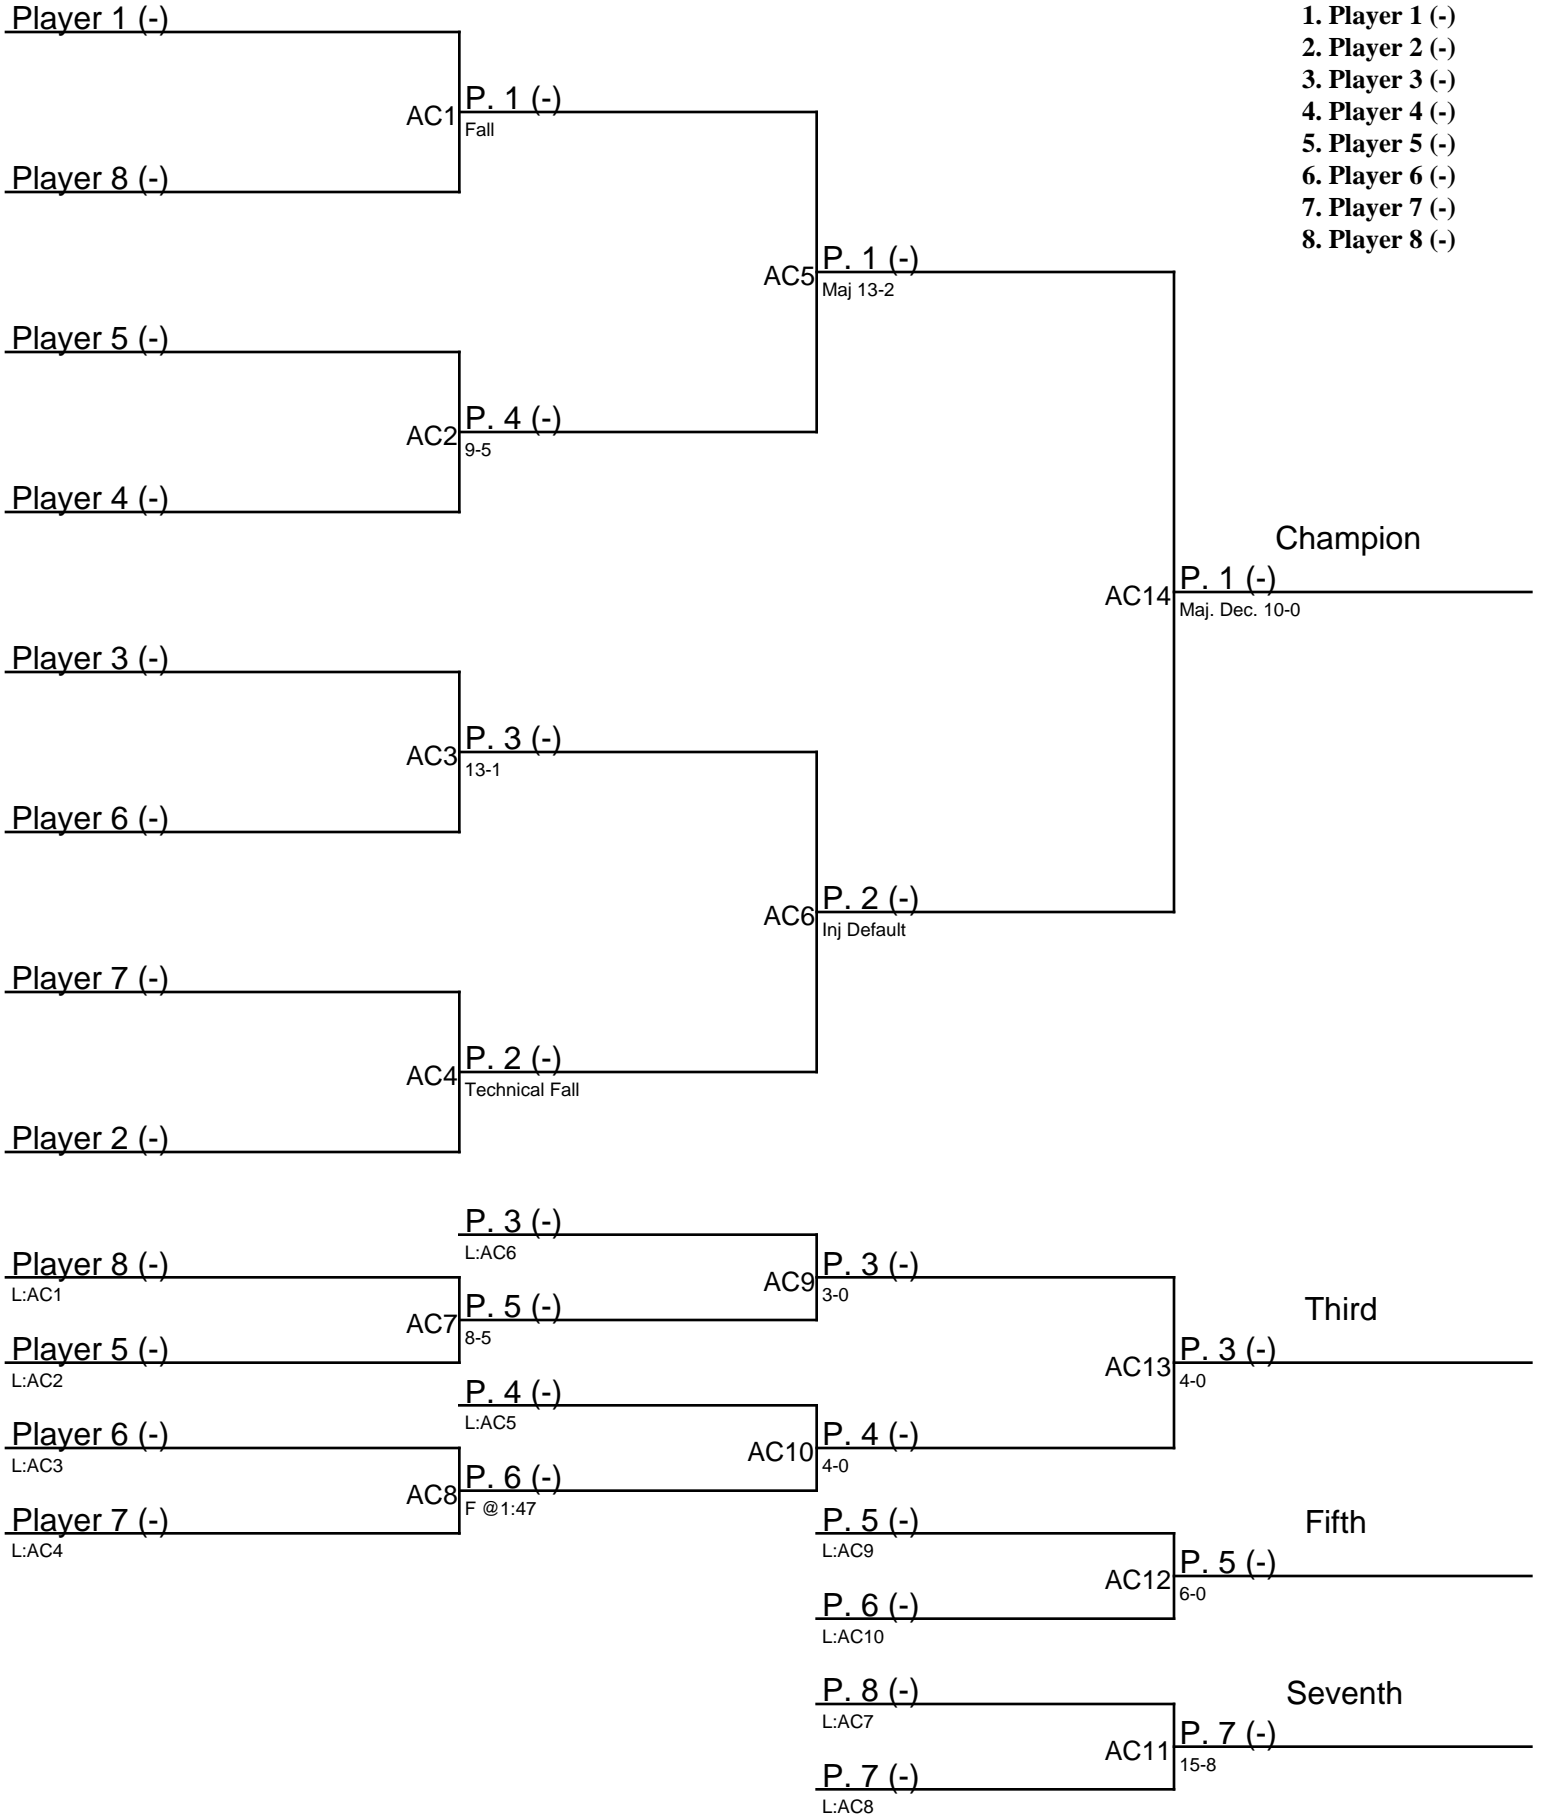 Player 1 (-)
1. Player 1 (-)
2. Player 2 (-)
3. Player 3 (-)
4. Player 4 (-)
5. Player 5 (-)
6. Player 6 (-)
7. Player 7 (-)
8. Player 8 (-)
AC1
P. 1 (-)
Fall
Player 8 (-)
AC5
P. 1 (-)
Maj 13-2
Player 5 (-)
AC2
P. 4 (-)
9-5
Player 4 (-)
Champion
AC14
P. 1 (-)
Maj. Dec. 10-0
Player 3 (-)
AC3
P. 3 (-)
13-1
Player 6 (-)
AC6
P. 2 (-)
Inj Default
Player 7 (-)
AC4
P. 2 (-)
Technical Fall
Player 2 (-)
P. 3 (-)
L:AC6
Player 8 (-)
L:AC1
AC9
P. 3 (-)
3-0
AC7
P. 5 (-)
8-5
Third
Player 5 (-)
L:AC2
AC13
P. 3 (-)
4-0
P. 4 (-)
L:AC5
Player 6 (-)
L:AC3
AC10
P. 4 (-)
4-0
AC8
P. 6 (-)
F @1:47
Player 7 (-)
L:AC4
P. 5 (-)
L:AC9
Fifth
AC12
P. 5 (-)
6-0
P. 6 (-)
L:AC10
P. 8 (-)
L:AC7
Seventh
AC11
P. 7 (-)
15-8
P. 7 (-)
L:AC8